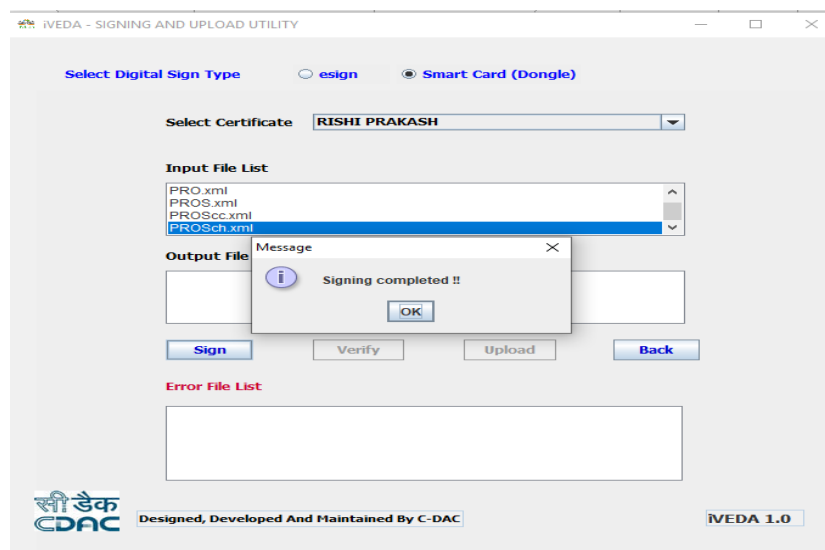 iVEDA - SIGNING AND UPLOAD UTILITY
Select Digital Sign Type esign Smart Card (Dongle)
Select Certificate RISHI PRAKASH
Input File List
PRO.xml
PROS.xml
PROScc.xml
PROSch.xml
Message
Output File
Signing completed !!
OK
Sign Verify Upload Back
Error File List
सी डैक
CDAC
Designed, Developed And Maintained By C-DAC
iVEDA 1.0